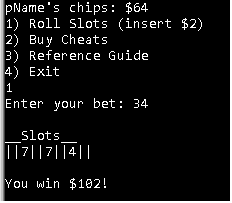 pName's chips: $64
1) Roll Slots (insert $2)
2) Buy Cheats
3) Reference Guide
4) Exit
1
Enter your bet: 34
__Slots__
||7||7||4||
You win $102!